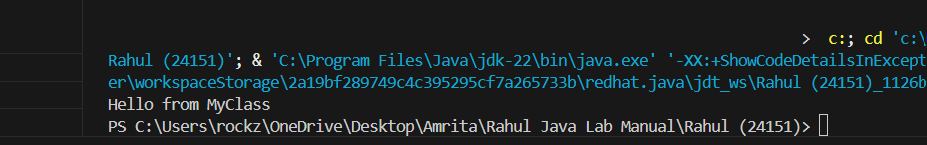 > c:; cd 'c:\
Rahul (24151)'; & 'C:\Program Files\Java\jdk-22\bin\java.exe' '-XX:+ShowCodeDetailsInExcept
er\workspaceStorage\2a19bf289749c4c395295cf7a265733b\redhat.java\jdt_ws\Rahul (24151)_1126b
Hello from MyClass
PS C:\Users\rockz\OneDrive\Desktop\Amrita\Rahul Java Lab Manual\Rahul (24151)>